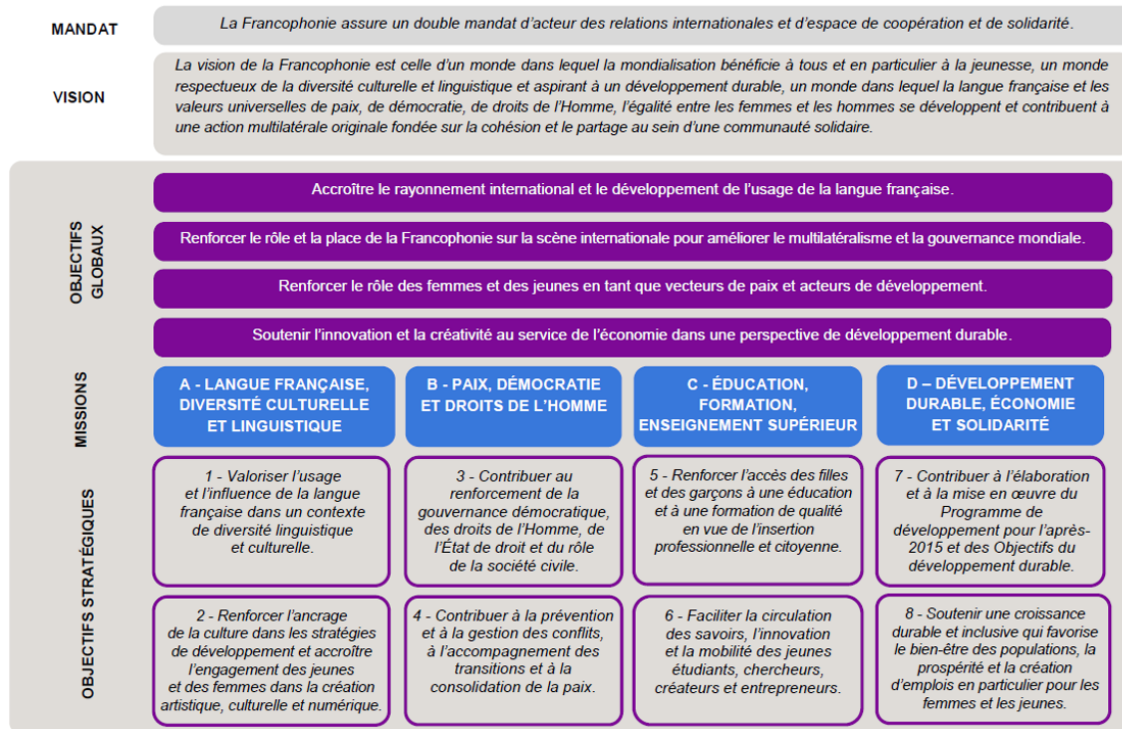 MANDAT
La Francophonie assure un double mandat d'acteur des relations internationales et d'espace de coopération et de solidarité.
VISION
La vision de la Francophonie est celle d'un monde dans lequel la mondialisation bénéficie à tous et en particulier à la jeunesse, un monde
respectueux de la diversité culturelle et linguistique et aspirant à un développement durable, un monde dans lequel la langue française et les
valeurs universelles de paix, de démocratie, de droits de l'Homme, l'égalité entre les femmes et les hommes se développent et contribuent à
une action multilatérale originale fondée sur la cohésion et le partage au sein d'une communauté solidaire.
OBJECTIFS
GLOBAUX
Accroître le rayonnement international et le développement de l'usage de la langue française.
Renforcer le rôle et la place de la Francophonie sur la scène internationale pour améliorer le multilatéralisme et la gouvernance mondiale.
Renforcer le rôle des femmes et des jeunes en tant que vecteurs de paix et acteurs de développement.
Soutenir l'innovation et la créativité au service de l'économie dans une perspective de développement durable.
MISSIONS
A - LANGUE FRANÇAISE,
DIVERSITÉ CULTURELLE
ET LINGUISTIQUE
B - PAIX, DÉMOCRATIE
ET DROITS DE L'HOMME
C - ÉDUCATION,
FORMATION,
ENSEIGNEMENT SUPÉRIEUR
D – DÉVELOPPEMENT
DURABLE, ÉCONOMIE
ET SOLIDARITÉ
OBJECTIFS STRATÉGIQUES
1 - Valoriser l'usage
et l'influence de la langue
française dans un contexte
de diversité linguistique
et culturelle.
3 - Contribuer au
renforcement de la
gouvernance démocratique,
des droits de l'Homme, de
l'État de droit et du rôle
de la société civile.
5 - Renforcer l'accès des filles
et des garçons à une éducation
et à une formation de qualité
en vue de l'insertion
professionnelle et citoyenne.
7 - Contribuer à l'élaboration
et à la mise en œuvre du
Programme de
développement pour l'après-
2015 et des Objectifs du
développement durable.
2 - Renforcer l'ancrage
de la culture dans les stratégies
de développement et accroître
l'engagement des jeunes
et des femmes dans la création
artistique, culturelle et numérique.
4 - Contribuer à la prévention
et à la gestion des conflits,
à l'accompagnement des
transitions et à la
consolidation de la paix.
6 - Faciliter la circulation
des savoirs, l'innovation
et la mobilité des jeunes
étudiants, chercheurs,
créateurs et entrepreneurs.
8 - Soutenir une croissance
durable et inclusive qui favorise
le bien-être des populations, la
prospérité et la création
d'emplois en particulier pour les
femmes et les jeunes.